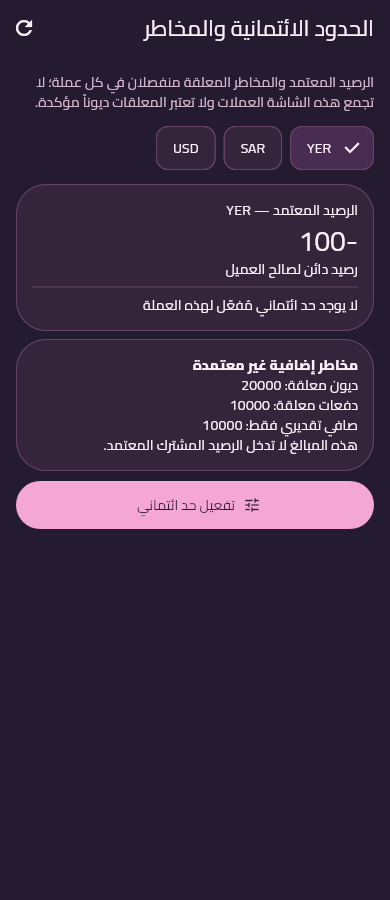 الحدود الائتمانية والمخاطر
الرصيد المعتمد والمخاطر المعلقة منفصلان في كل عملة؛ لا
تجمع هذه الشاشة العملات ولا تعتبر المعلقات ديوناً مؤكدة.
YER
SAR
USD
الرصيد المعتمد — YER
-100
رصيد دائن لصالح العميل
لا يوجد حد ائتماني مُفعّل لهذه العملة
مخاطر إضافية غير معتمدة
ديون معلقة: 20000
دفعات معلقة: 10000
صافي تقديري فقط: 10000
هذه المبالغ لا تدخل الرصيد المشترك المعتمد.
تفعيل حد ائتماني